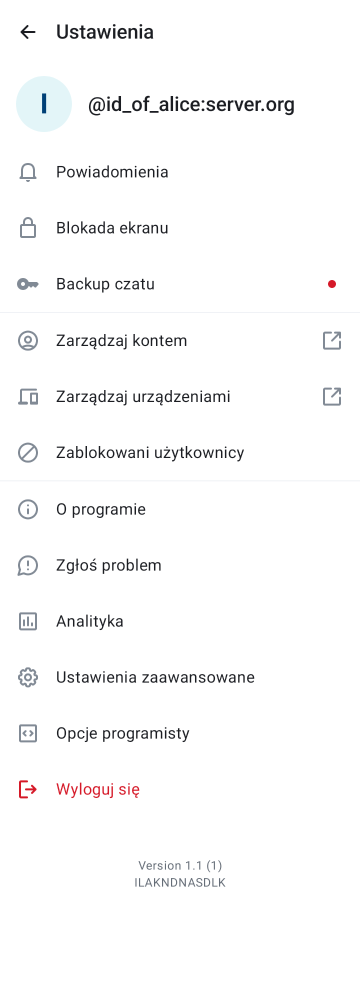 Ustawienia
I
@id_of_alice:server.org
Powiadomienia
Blokada ekranu
Backup czatu
Zarządzaj kontem
Zarządzaj urządzeniami
Zablokowani użytkownicy
O programie
Zgłoś problem
Analityka
Ustawienia zaawansowane
Opcje programisty
Wyloguj się
Version 1.1 (1)
ILAKNDNASDLK